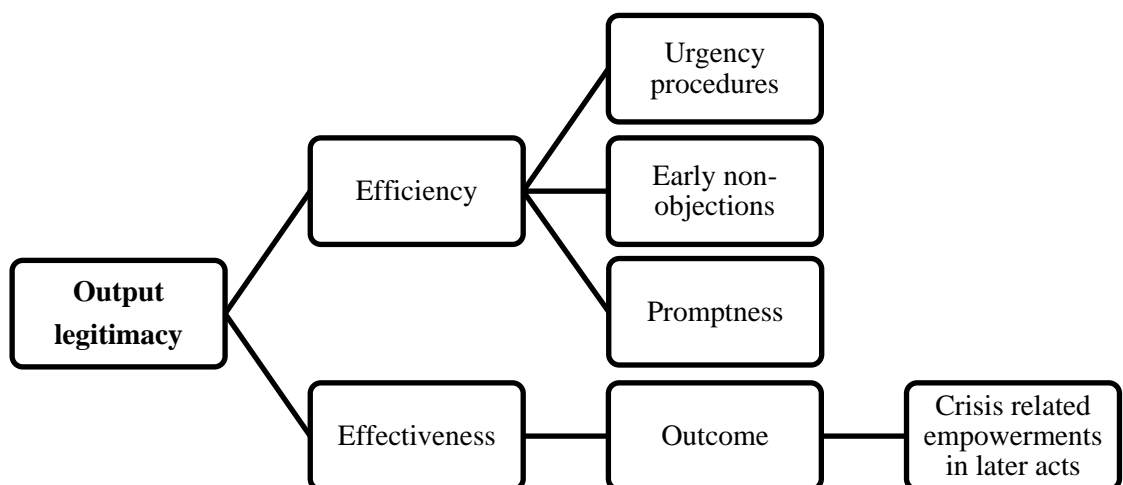 Output
legitimacy
Efficiency
Urgency
procedures
Early non-
objections
Promptness
Effectiveness
Outcome
Crisis related
empowerments
in later acts